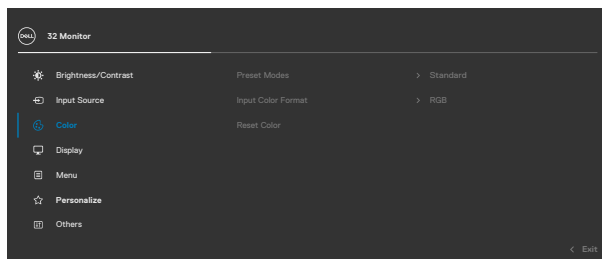 DELL 32 Monitor
Brightness/Contrast Preset Modes > Standard
Input Source Input Color Format > RGB
Color Reset Color
Display
Menu
Personalize
Others
< Exit